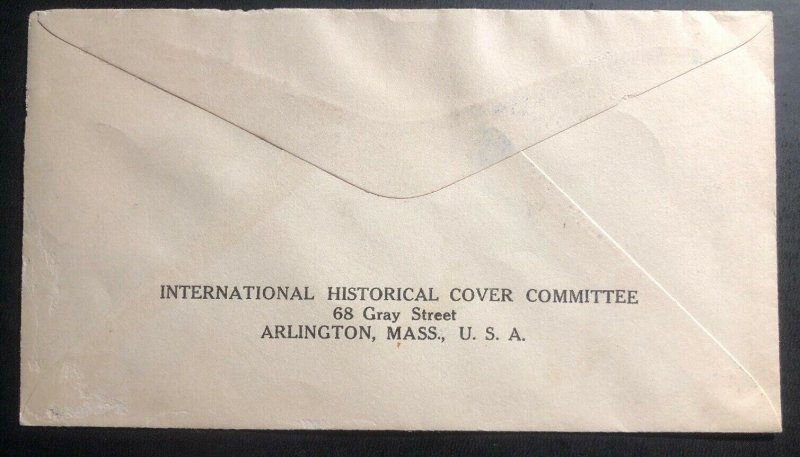 INTERNATIONAL HISTORICAL COVER COMMITTEE
68 Gray Street
ARLINGTON, MASS., U. S. A.